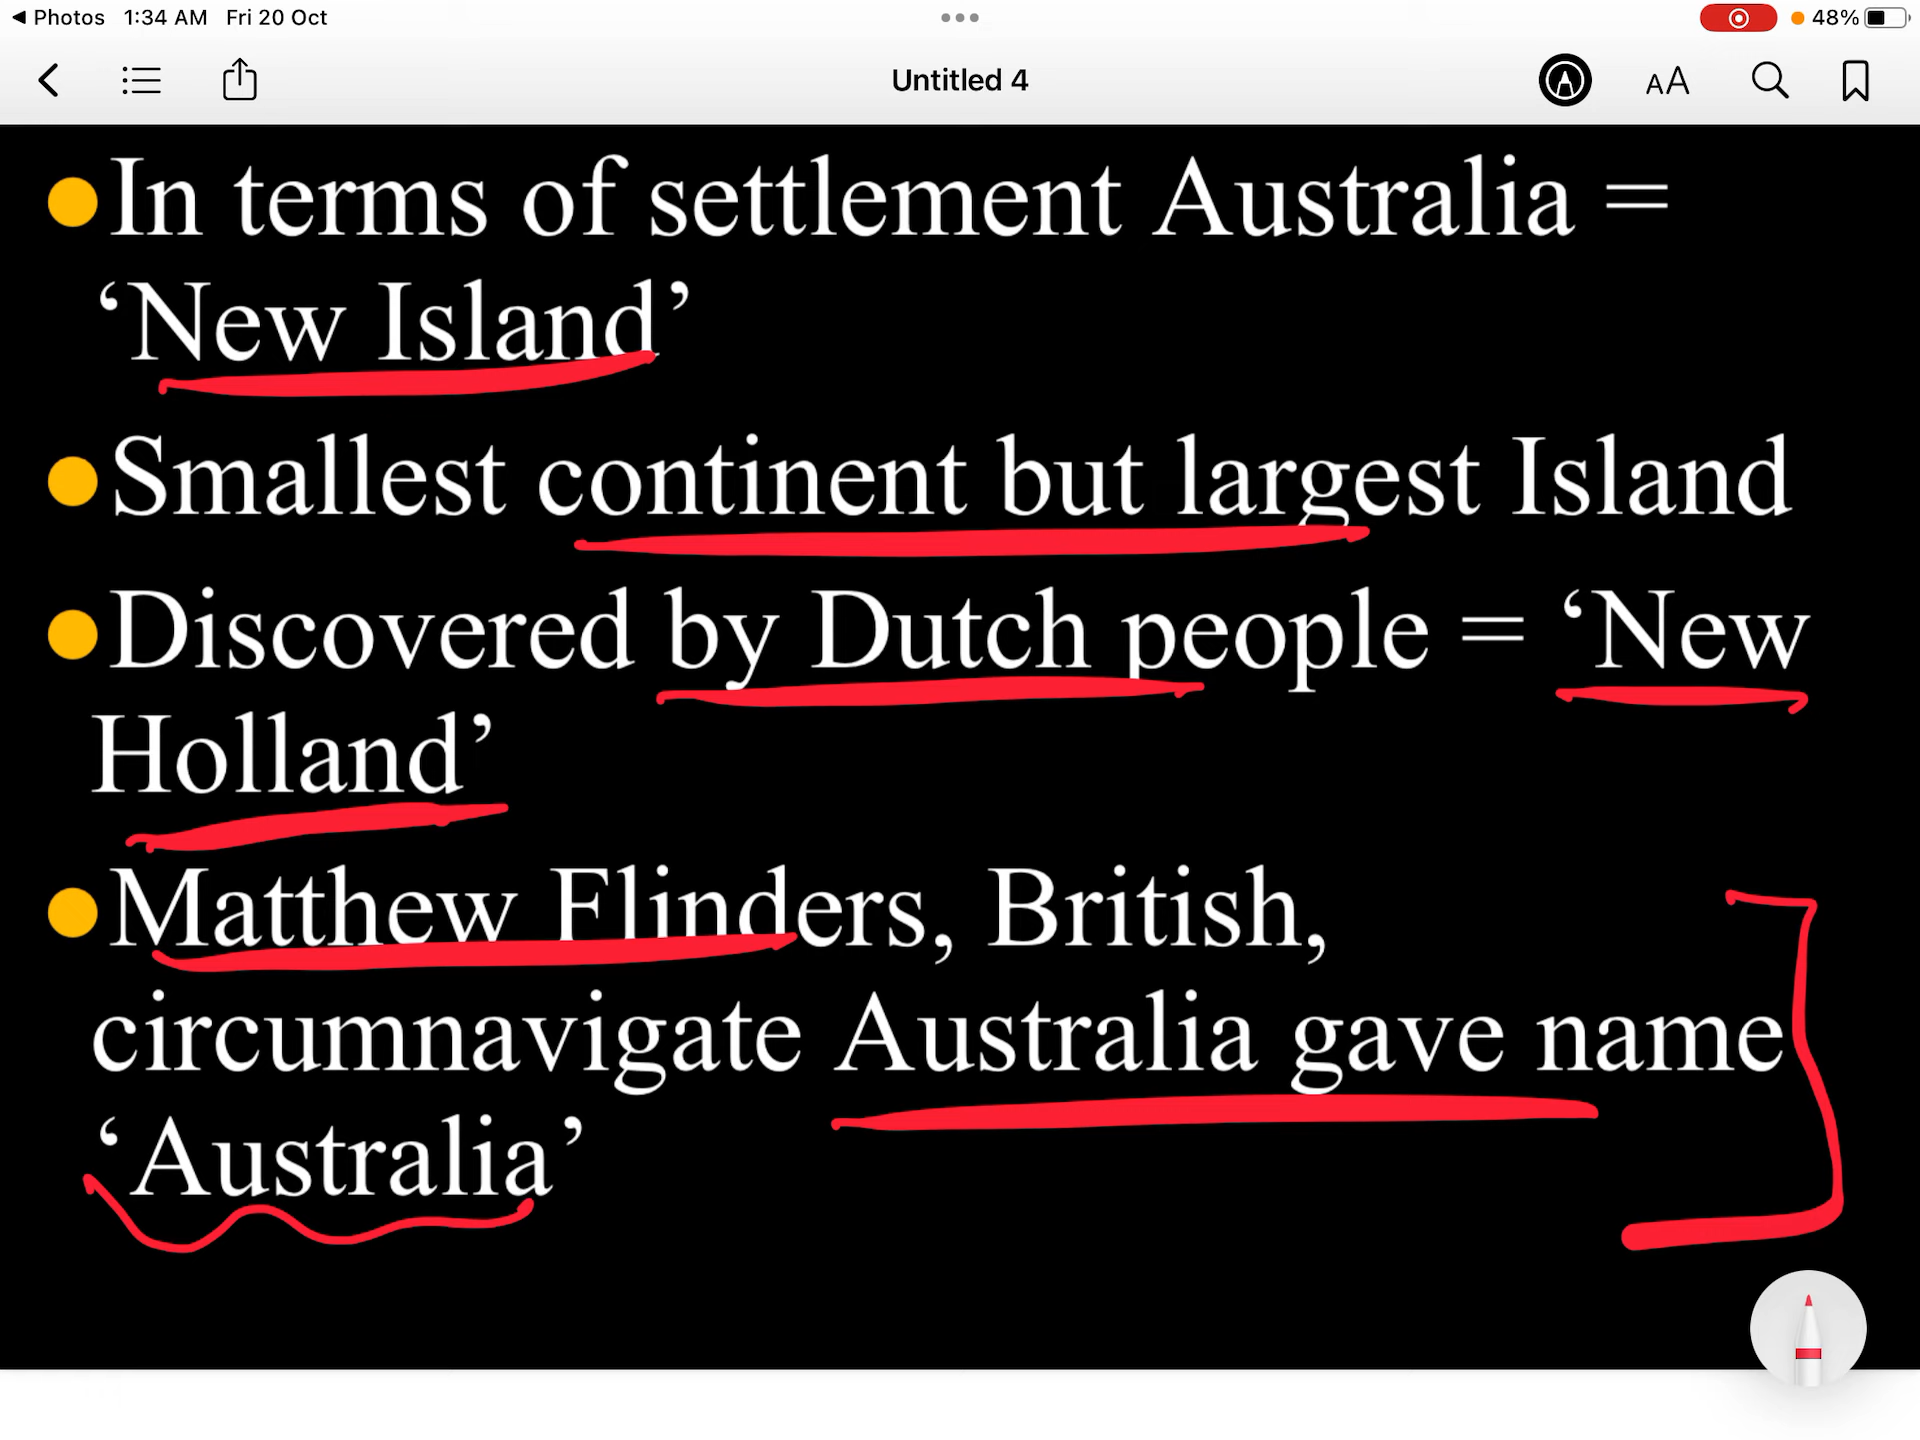 ◀ Photos 1:34 AM Fri 20 Oct 48%
Untitled 4
AA
In terms of settlement Australia =
‘New Island’
Smallest continent but largest Island
Discovered by Dutch people = ‘New
Holland’
Matthew Flinders, British,
circumnavigate Australia gave name
‘Australia’